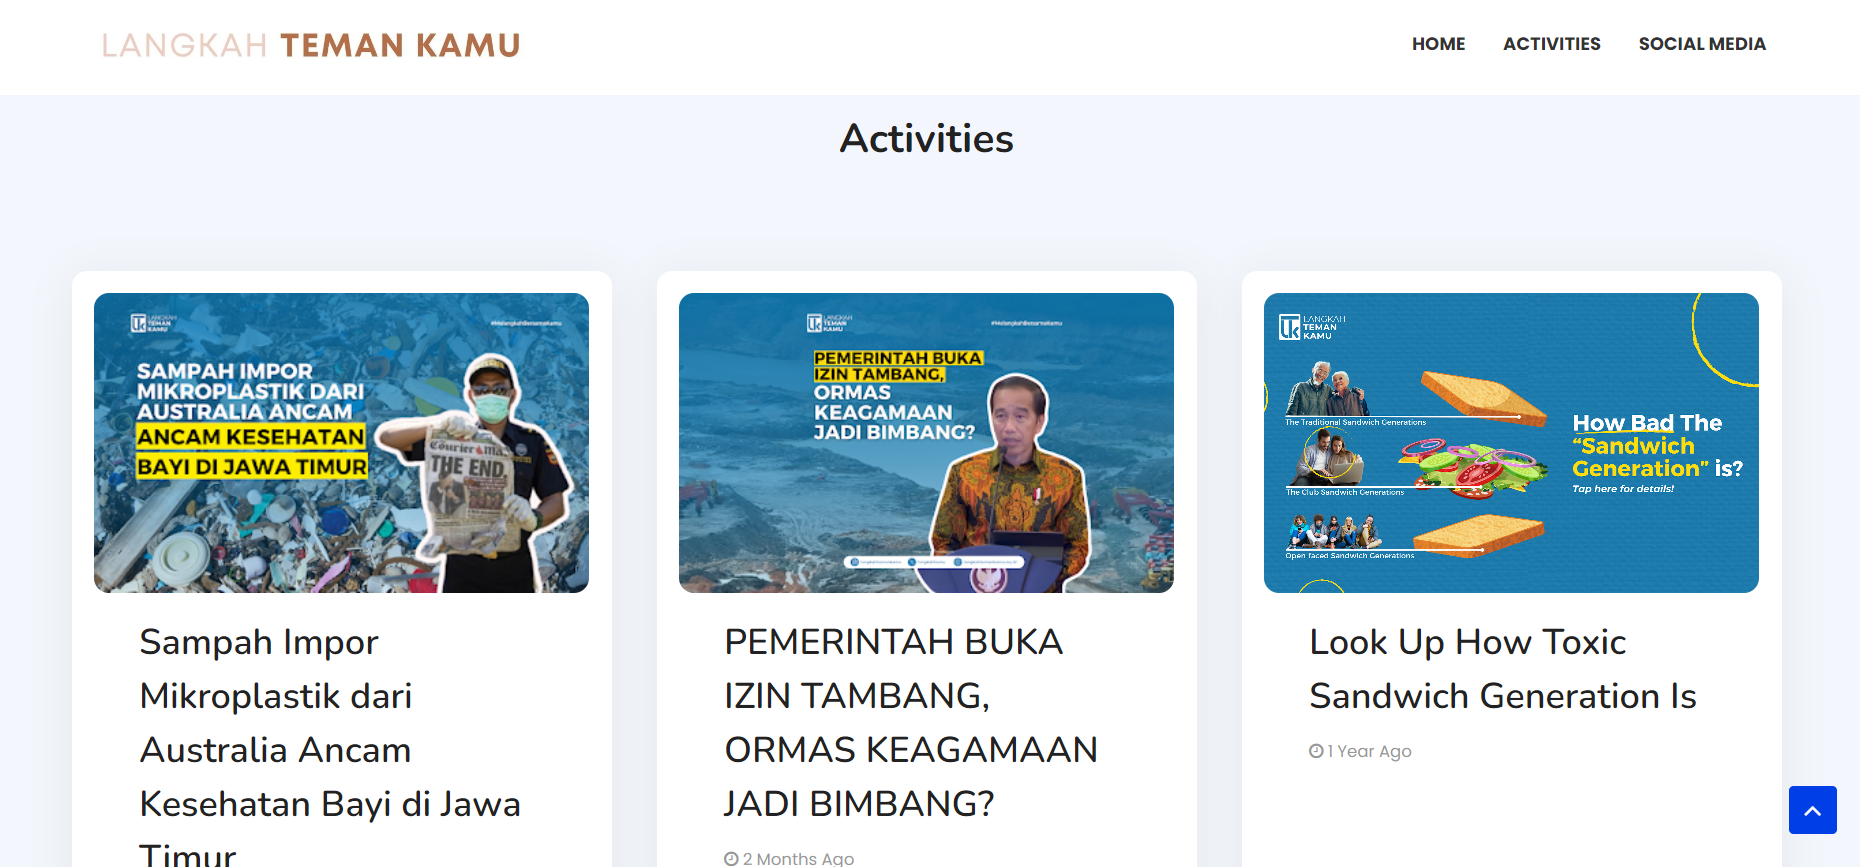 LANGKAH TEMAN KAMU
HOME
ACTIVITIES
SOCIAL MEDIA
Activities
LANGKAH
TEMAN
KAMU
#MelangkahBersamaKamu
SAMPAH IMPOR
MIKROPLASTIK DARI
AUSTRALIA ANCAM
ANCAM KESEHATAN
BAYI DI JAWA TIMUR
THE END
Sampah Impor
Mikroplastik dari
Australia Ancam
Kesehatan Bayi di Jawa
Timur
LANGKAH
TEMAN
KAMU
#MelangkahBersamaKamu
PEMERINTAH BUKA
IZIN TAMBANG,
ORMAS
KEAGAMAAN
JADI BIMBANG?
PEMERINTAH BUKA
IZIN TAMBANG,
ORMAS KEAGAMAAN
JADI BIMBANG?
2 Months Ago
LANGKAH
TEMAN
KAMU
The Traditional Sandwich Generations
The Club Sandwich Generations
Open faced Sandwich Generations
How Bad The
“Sandwich
Generation” is?
Tap here for details!
Look Up How Toxic
Sandwich Generation Is
1 Year Ago